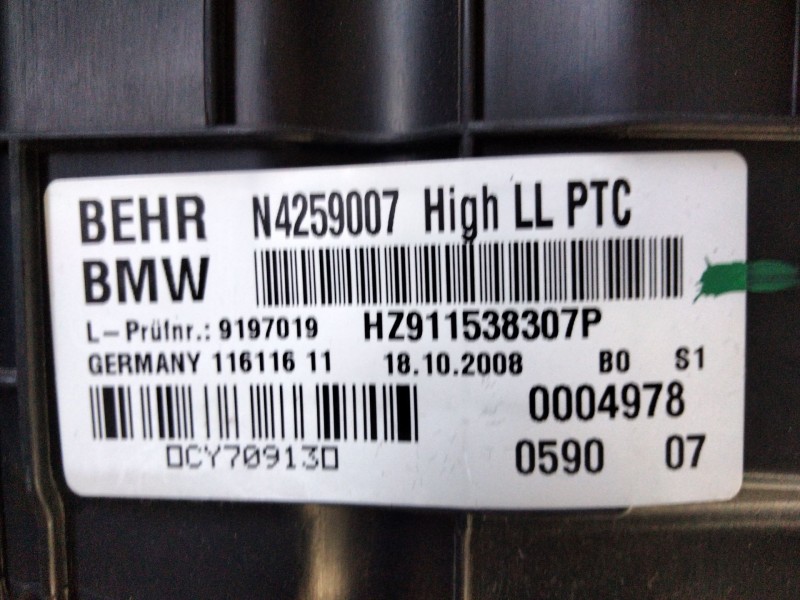 BEHR N4259007 High LL PTC
BMW
L-Prüfnr.: 9197019 HZ911538307P
GERMANY 116116 11 18.10.2008 B0 S1
0004978
0CY7091300
0590 07